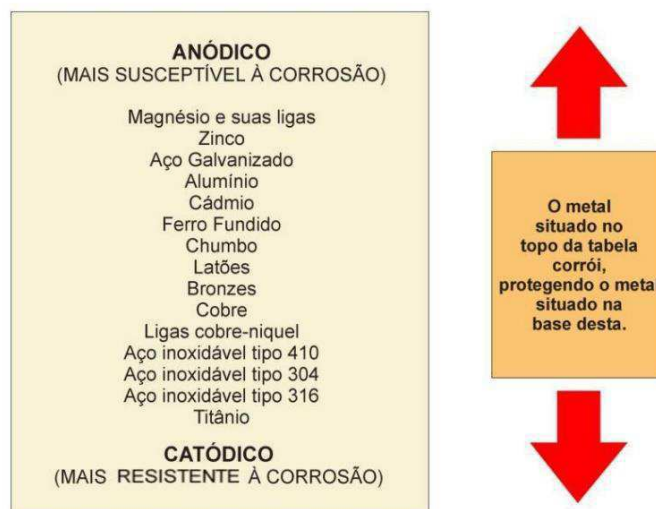 ANÓDICO
(MAIS SUSCEPTÍVEL À CORROSÃO)
Magnésio e suas ligas
Zinco
Aço Galvanizado
Alumínio
Cádmio
Ferro Fundido
Chumbo
Latões
Bronzes
Cobre
Ligas cobre-niquel
Aço inoxidável tipo 410
Aço inoxidável tipo 304
Aço inoxidável tipo 316
Titânio
CATÓDICO
(MAIS RESISTENTE À CORROSÃO)
O metal
situado no
topo da tabela
corrói,
protegendo o metal
situado na
base desta.